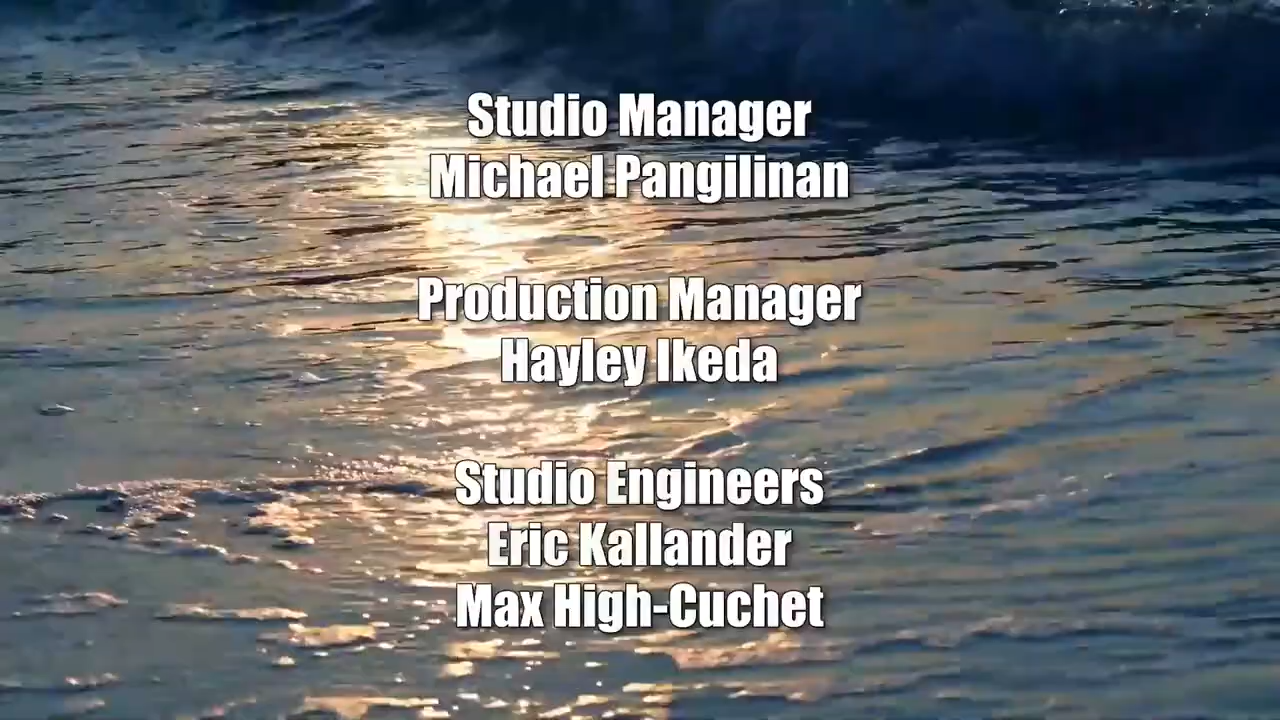 Studio Manager
Michael Pangilinan
Production Manager
Hayley Ikeda
Studio Engineers
Eric Kallander
Max High-Cuchet